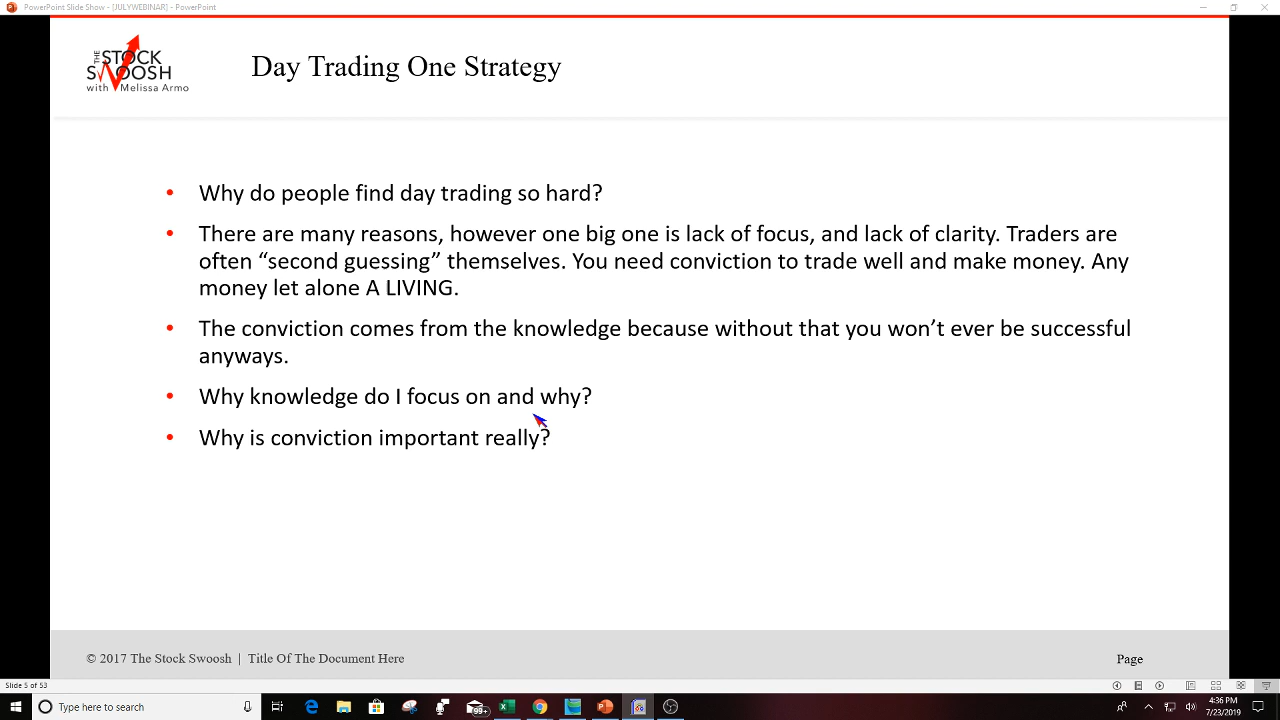 PowerPoint Slide Show - [JULYWEBINAR] - PowerPoint
THE STOCK
SWOOSH
with Melissa Armo
Day Trading One Strategy
• Why do people find day trading so hard?
• There are many reasons, however one big one is lack of focus, and lack of clarity. Traders are
often “second guessing” themselves. You need conviction to trade well and make money. Any
money let alone A LIVING.
• The conviction comes from the knowledge because without that you won’t ever be successful
anyways.
• Why knowledge do I focus on and why?
• Why is conviction important really?
© 2017 The Stock Swoosh | Title Of The Document Here
Page
Slide 5 of 53
Type here to search
99+
4:36 PM
7/23/2019